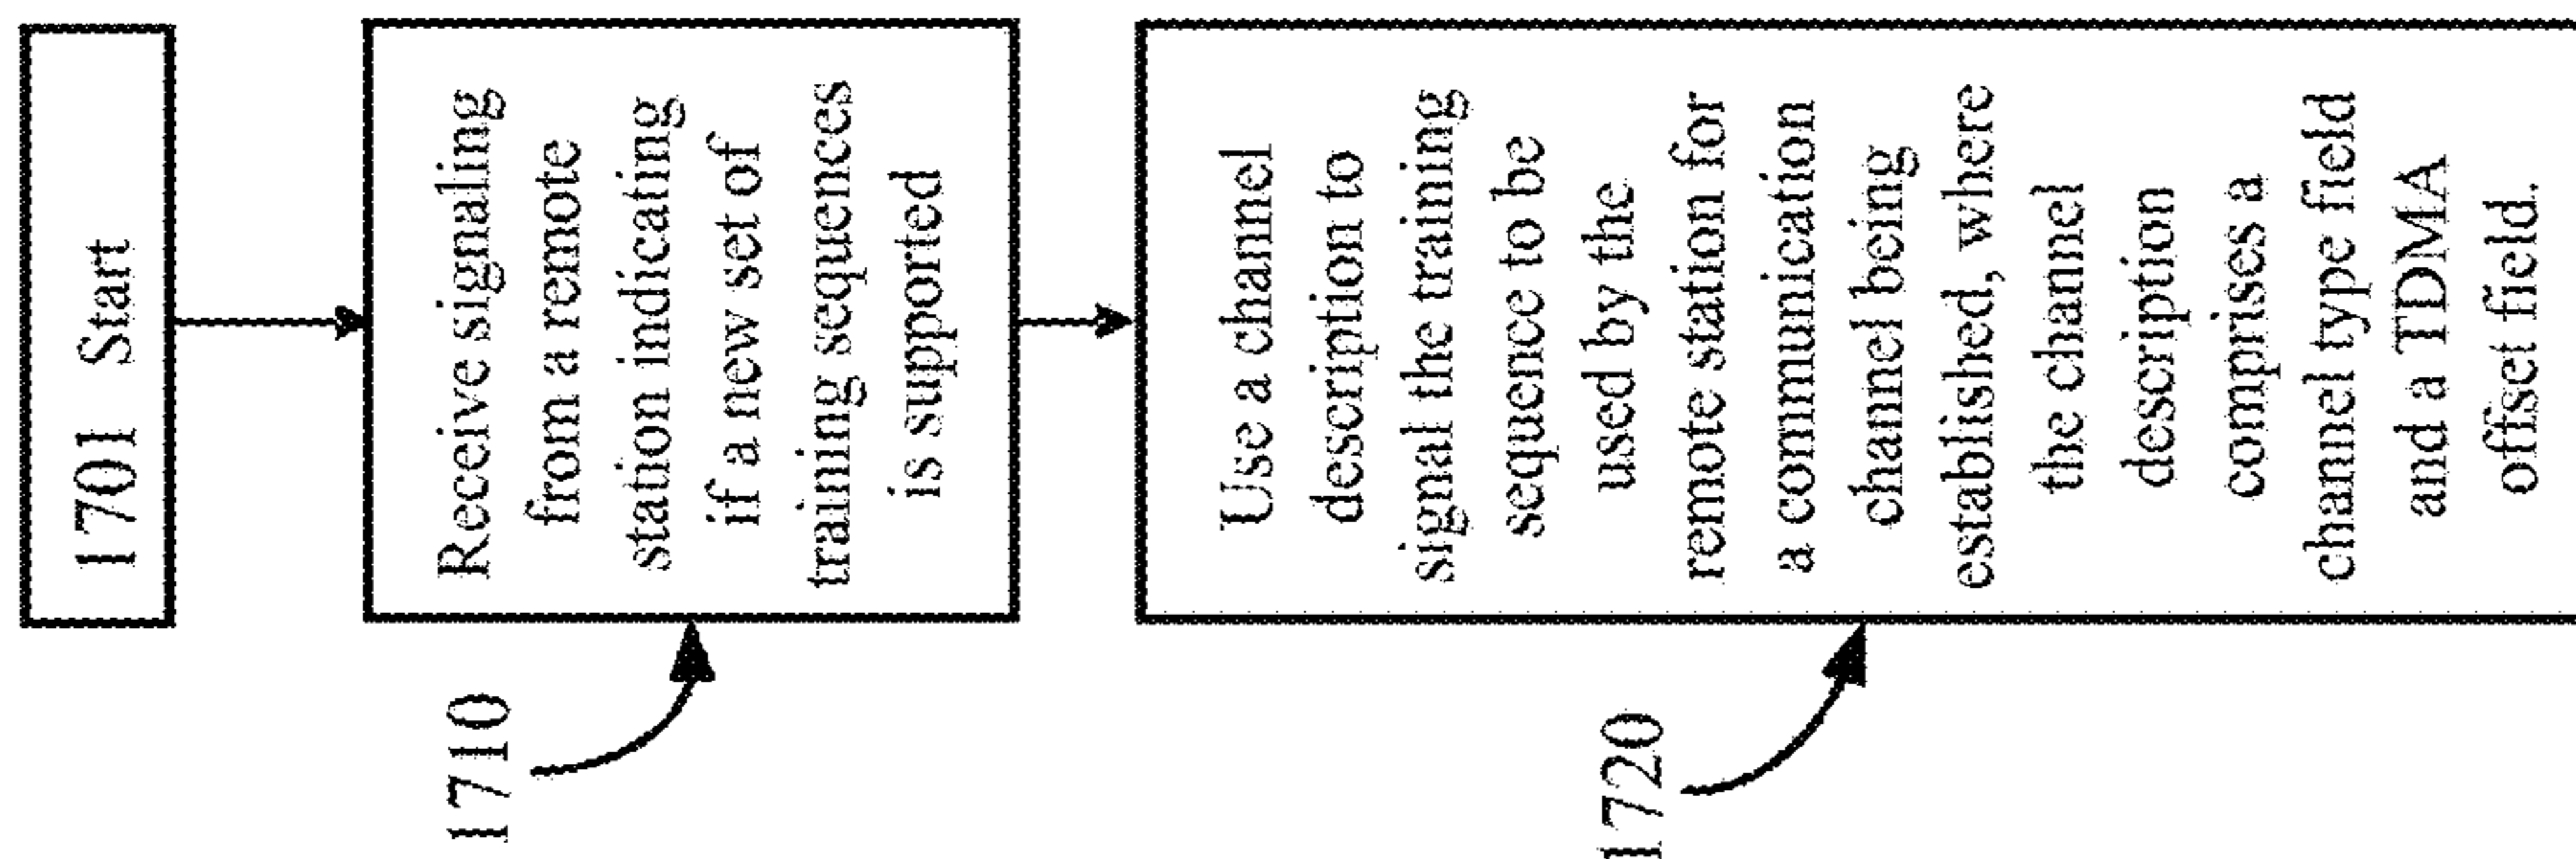 1701 Start
1710
Receive signaling
from a remote
station indicating
if a new set of
training sequences
is supported
1720
Use a channel
description to
signal the training
sequence to be
used by the
remote station for
a communication
channel being
established, where
the channel
description
comprises a
channel type field
and a TDMA
offset field.